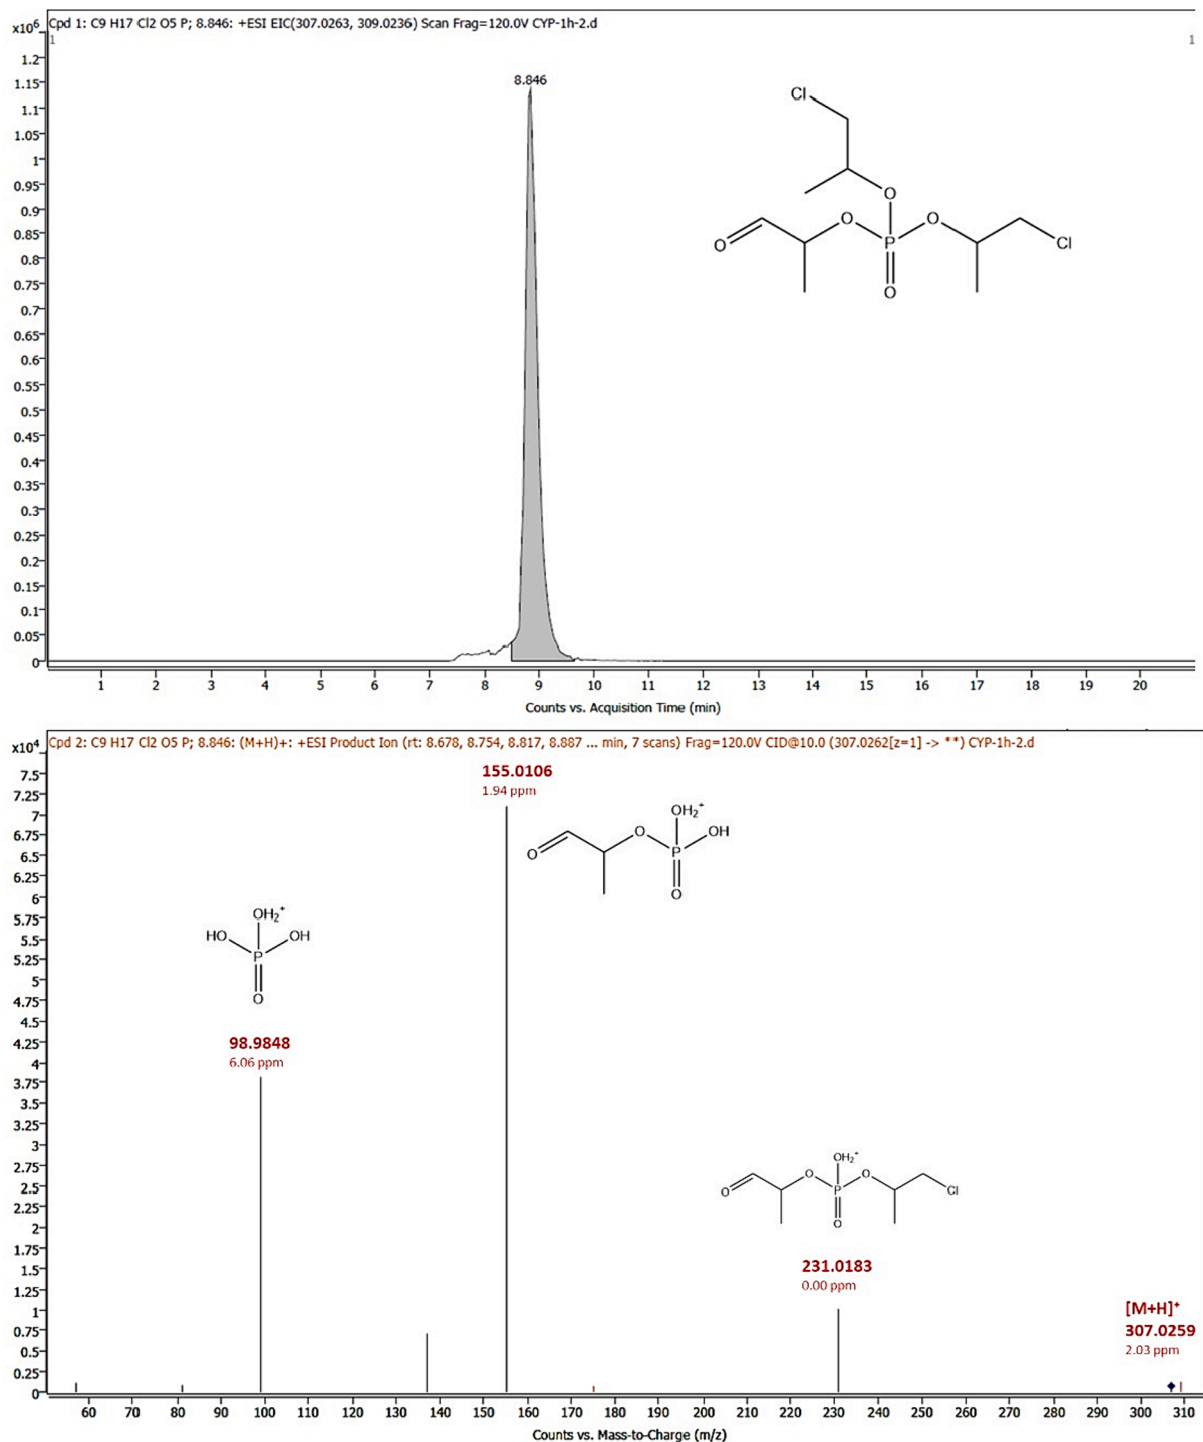 Cpd 1: C9 H17 Cl2 O5 P; 8.846: +ESI EIC(307.0263, 309.0236) Scan Frag=120.0V CYP-1h-2.d
x10⁶
1 1
1.2
1.15
1.1
1.05
1
0.95
0.9
0.85
0.8
0.75
0.7
0.65
0.6
0.55
0.5
0.45
0.4
0.35
0.3
0.25
0.2
0.15
0.1
0.05
0
8.846
Cl
O
O
O
O
P
Cl
O
1 2 3 4 5 6 7 8 9 10 11 12 13 14 15 16 17 18 19 20
Counts vs. Acquisition Time (min)
Cpd 2: C9 H17 Cl2 O5 P; 8.846: (M+H)+: +ESI Product Ion (rt: 8.678, 8.754, 8.817, 8.887 ... min, 7 scans) Frag=120.0V CID@10.0 (307.0262[z=1] -> **) CYP-1h-2.d
x10⁴
7.5
7.25
7
6.75
6.5
6.25
6
5.75
5.5
5.25
5
4.75
4.5
4.25
4
3.75
3.5
3.25
3
2.75
2.5
2.25
2
1.75
1.5
1.25
1
0.75
0.5
0.25
0
155.0106
1.94 ppm
OH₂⁺
O OH
O P
O
OH₂⁺
HO OH
P
O
98.9848
6.06 ppm
OH₂⁺
O O
O P Cl
O
231.0183
0.00 ppm
[M+H]⁺
307.0259
2.03 ppm
60 70 80 90 100 110 120 130 140 150 160 170 180 190 200 210 220 230 240 250 260 270 280 290 300 310
Counts vs. Mass-to-Charge (m/z)